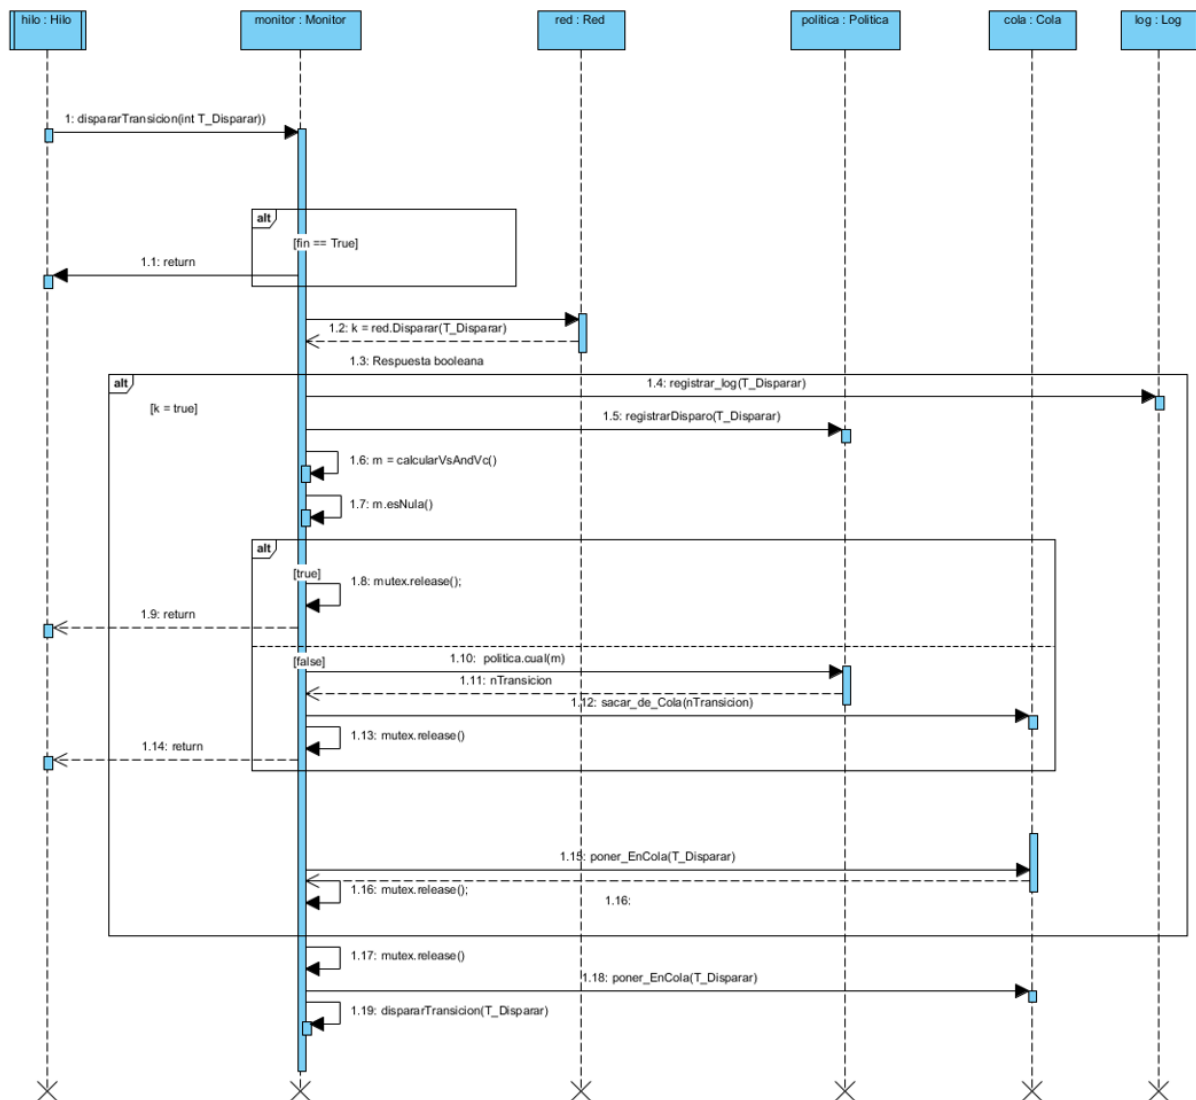 hilo : Hilo
monitor : Monitor
red : Red
politica : Politica
cola : Cola
log : Log
1: dispararTransicion(int T_Disparar))
alt
[fin == True]
1.1: return
1.2: k = red.Disparar(T_Disparar)
1.3: Respuesta booleana
alt
[k = true]
1.4: registrar_log(T_Disparar)
1.5: registrarDisparo(T_Disparar)
1.6: m = calcularVsAndVc()
1.7: m.esNula()
alt
[true]
1.8: mutex.release();
1.9: return
[false]
1.10: politica.cual(m)
1.11: nTransicion
1.12: sacar_de_Cola(nTransicion)
1.13: mutex.release()
1.14: return
1.15: poner_EnCola(T_Disparar)
1.16: mutex.release();
1.16:
1.17: mutex.release()
1.18: poner_EnCola(T_Disparar)
1.19: dispararTransicion(T_Disparar)